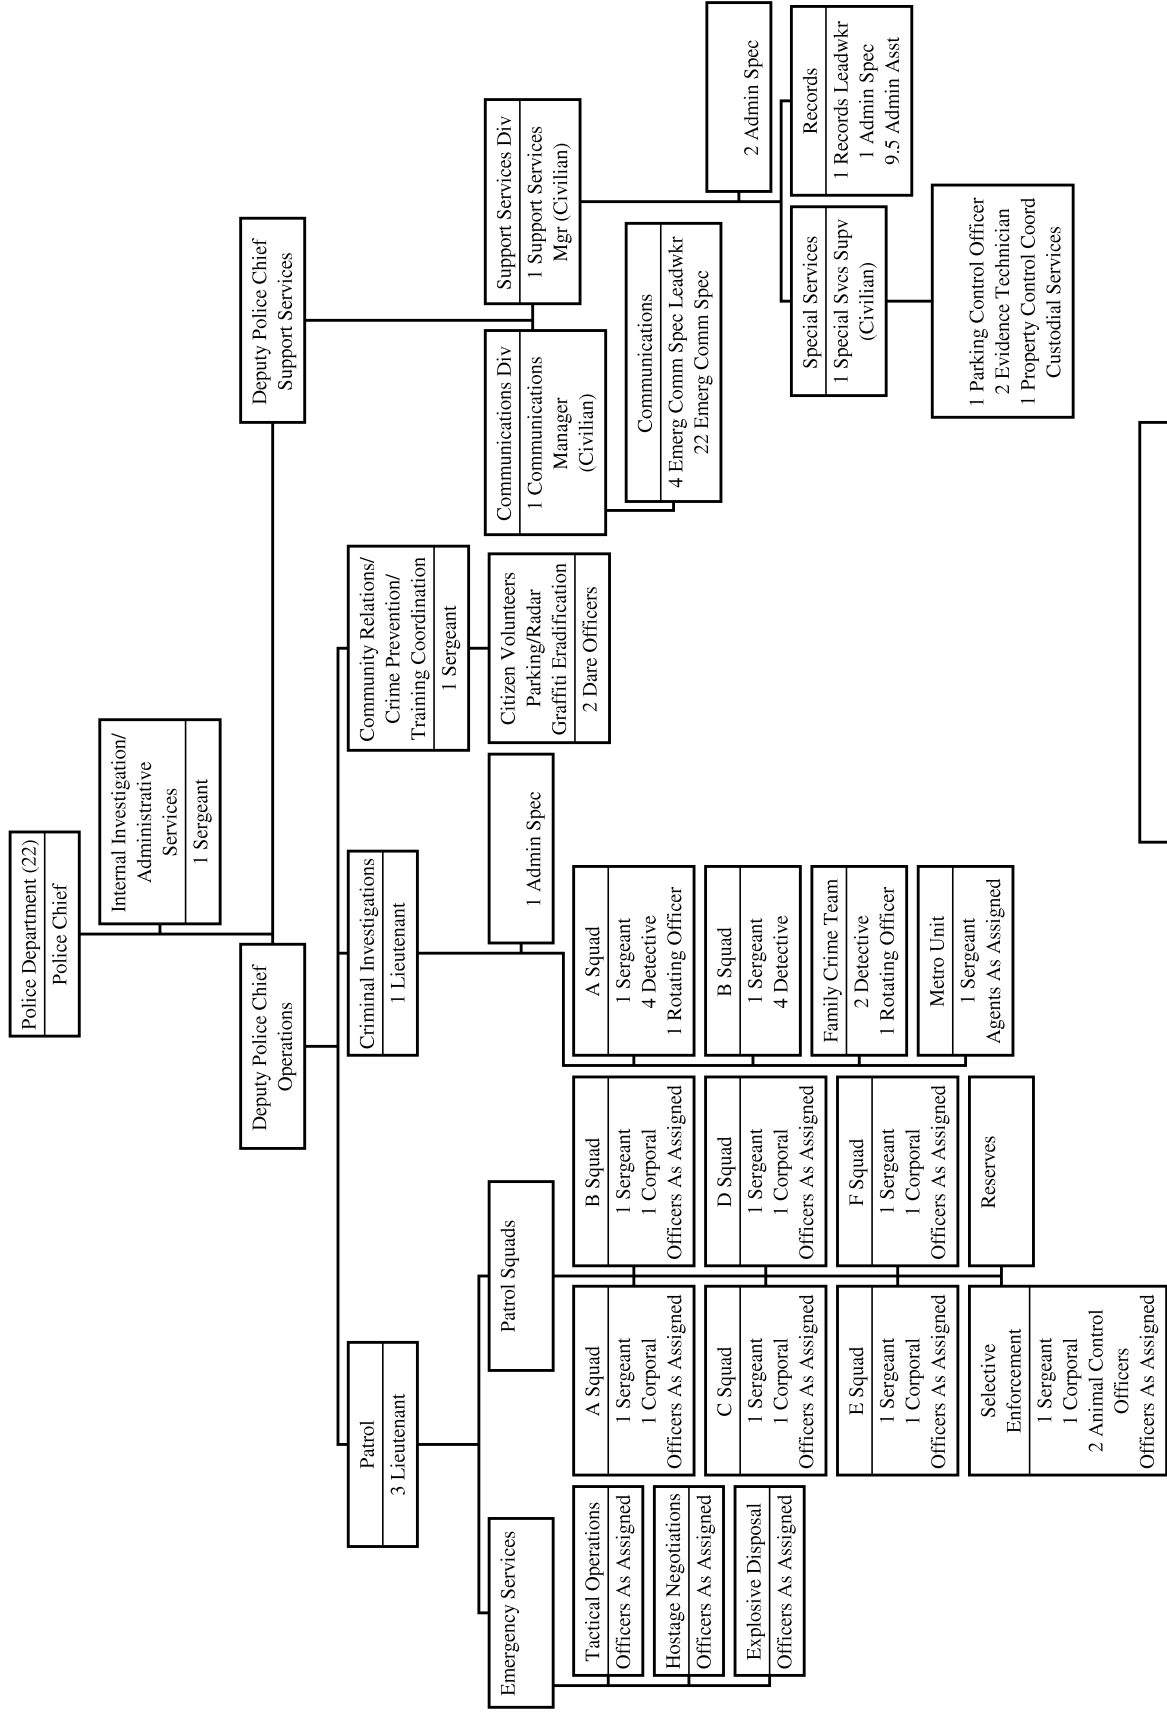 Police Department (22)
Police Chief
Internal Investigation/
Administrative
Services
1 Sergeant
Deputy Police Chief
Operations
Deputy Police Chief
Support Services
Patrol
3 Lieutenant
Criminal Investigations
1 Lieutenant
Community Relations/
Crime Prevention/
Training Coordination
1 Sergeant
Emergency Services
Patrol Squads
1 Admin Spec
Citizen Volunteers
Parking/Radar
Graffiti Eradification
2 Dare Officers
Communications Div
1 Communications
Manager
(Civilian)
Support Services Div
1 Support Services
Mgr (Civilian)
Tactical Operations
Officers As Assigned
Hostage Negotiations
Officers As Assigned
Explosive Disposal
Officers As Assigned
A Squad
1 Sergeant
1 Corporal
Officers As Assigned
B Squad
1 Sergeant
1 Corporal
Officers As Assigned
C Squad
1 Sergeant
1 Corporal
Officers As Assigned
D Squad
1 Sergeant
1 Corporal
Officers As Assigned
E Squad
1 Sergeant
1 Corporal
Officers As Assigned
F Squad
1 Sergeant
1 Corporal
Officers As Assigned
Selective
Enforcement
1 Sergeant
1 Corporal
2 Animal Control
Officers
Officers As Assigned
Reserves
A Squad
1 Sergeant
4 Detective
1 Rotating Officer
B Squad
1 Sergeant
4 Detective
Family Crime Team
2 Detective
1 Rotating Officer
Metro Unit
1 Sergeant
Agents As Assigned
Communications
4 Emerg Comm Spec Leadwkr
22 Emerg Comm Spec
2 Admin Spec
Special Services
1 Special Svcs Supv
(Civilian)
Records
1 Records Leadwkr
1 Admin Spec
9.5 Admin Asst
1 Parking Control Officer
2 Evidence Technician
1 Property Control Coord
Custodial Services